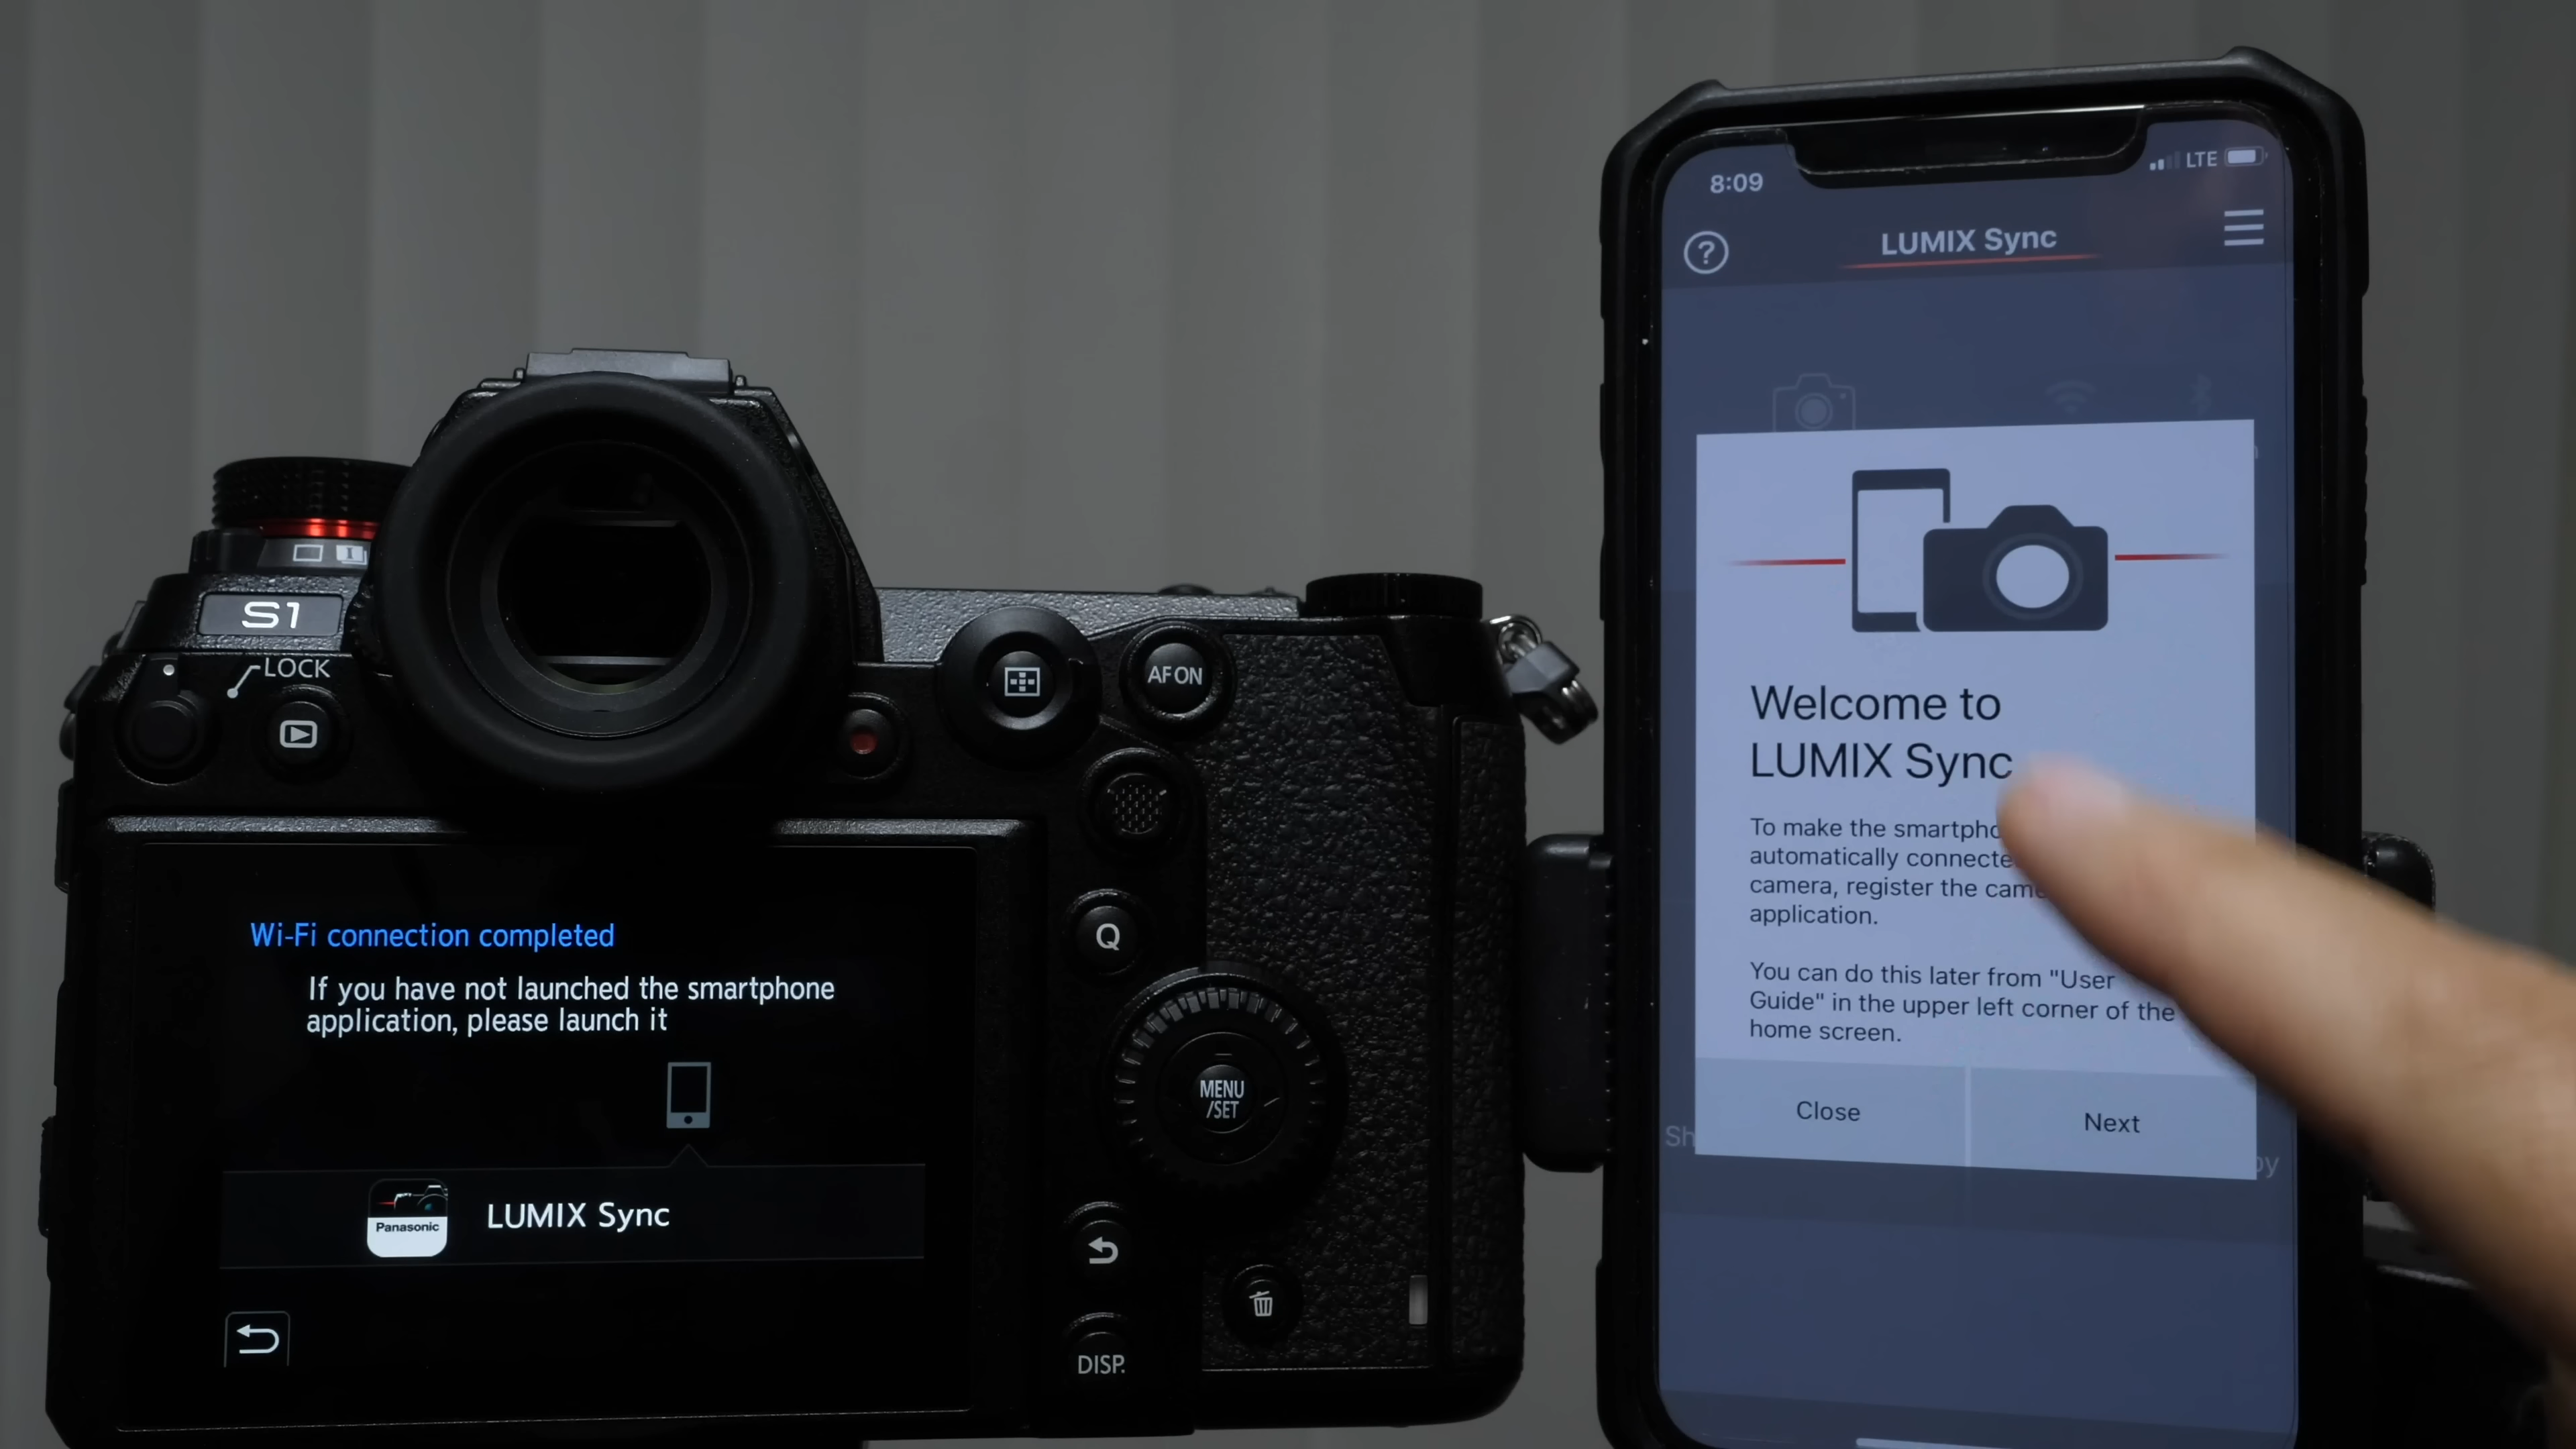 S1
LOCK
AF ON
Q
MENU
/SET
DISP.
Wi-Fi connection completed
If you have not launched the smartphone
application, please launch it
Panasonic
LUMIX Sync
8:09
LTE
?
LUMIX Sync
Welcome to
LUMIX Sync
To make the
automatically
camera, register the
application.
You can do this later from "User
Guide" in the upper left corner of the
home screen.
Close
Next